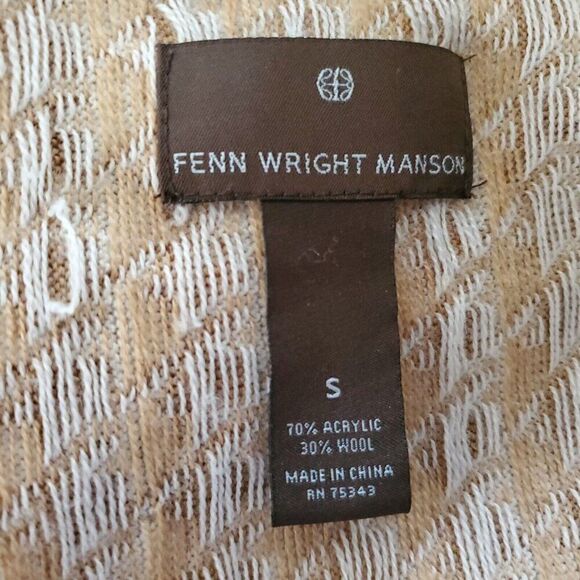 FENN WRIGHT MANSON
S
70% ACRYLIC
30% WOOL
MADE IN CHINA
RN 75343